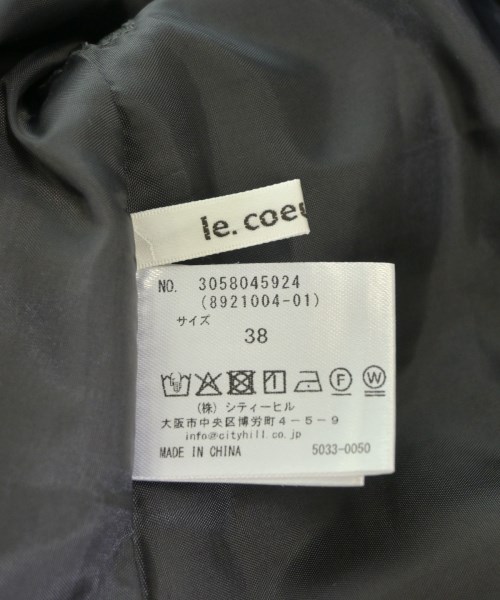 le. coeu
NO. 3058045924
(8921004-01)
サイズ
38
F W
(株) シティーヒル
大阪市中央区博労町4-5-9
info@cityhill.co.jp
MADE IN CHINA 5033-0050